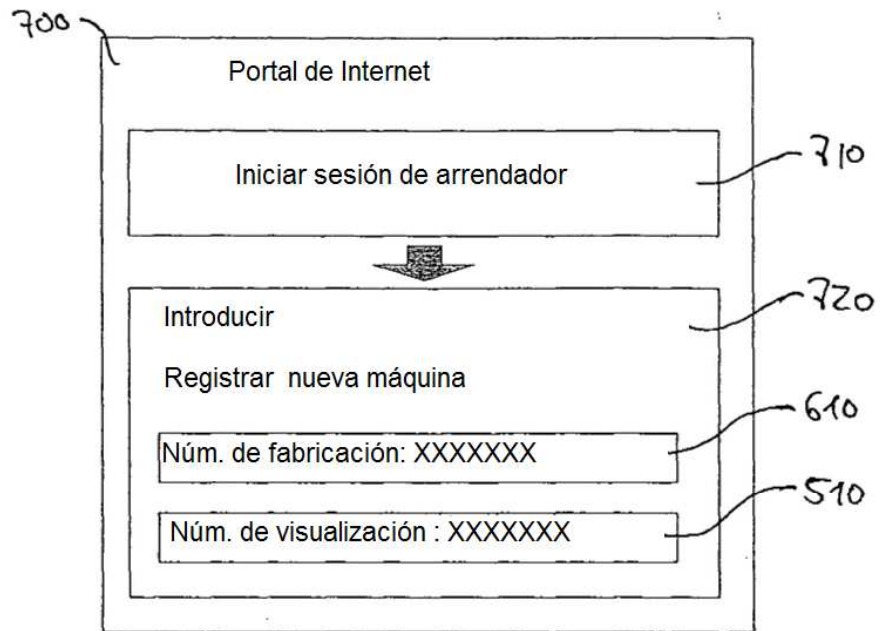 700
Portal de Internet
Iniciar sesión de arrendador
710
Introducir
720
Registrar nueva máquina
Núm. de fabricación: XXXXXXX
610
Núm. de visualización : XXXXXXX
510